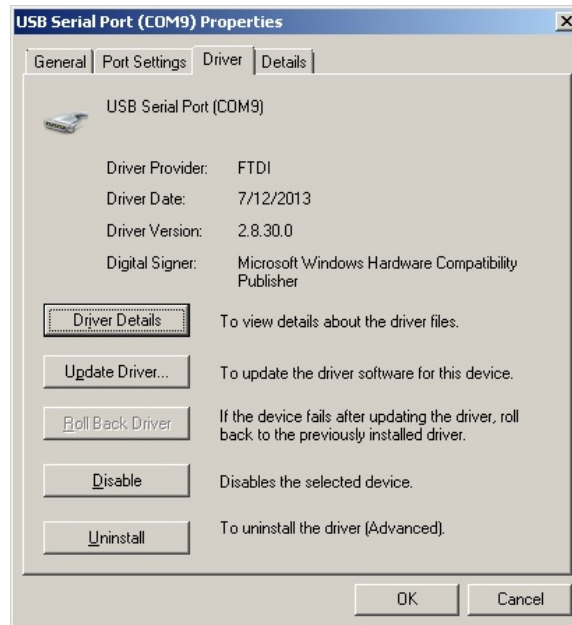 USB Serial Port (COM9) Properties
General Port Settings Driver Details
USB Serial Port (COM9)
Driver Provider: FTDI
Driver Date: 7/12/2013
Driver Version: 2.8.30.0
Digital Signer: Microsoft Windows Hardware Compatibility
Publisher
Driver Details To view details about the driver files.
Update Driver... To update the driver software for this device.
Roll Back Driver If the device fails after updating the driver, roll
back to the previously installed driver.
Disable Disables the selected device.
Uninstall To uninstall the driver (Advanced).
OK Cancel